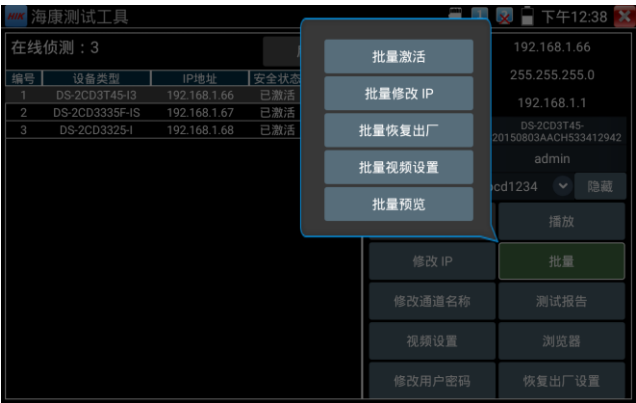 海康测试工具 下午12:38
在线侦测：3
编号 设备类型 IP地址 安全状态
1 DS-2CD3T45-I3 192.168.1.66 已激活
2 DS-2CD3335F-IS 192.168.1.67 已激活
3 DS-2CD3325-I 192.168.1.68 已激活
批量激活
批量修改 IP
批量恢复出厂
批量视频设置
批量预览
192.168.1.66
255.255.255.0
192.168.1.1
DS-2CD3T45-
20150803AACH533412942
admin
cd1234 隐藏
播放
修改 IP 批量
修改通道名称 测试报告
视频设置 浏览器
修改用户密码 恢复出厂设置